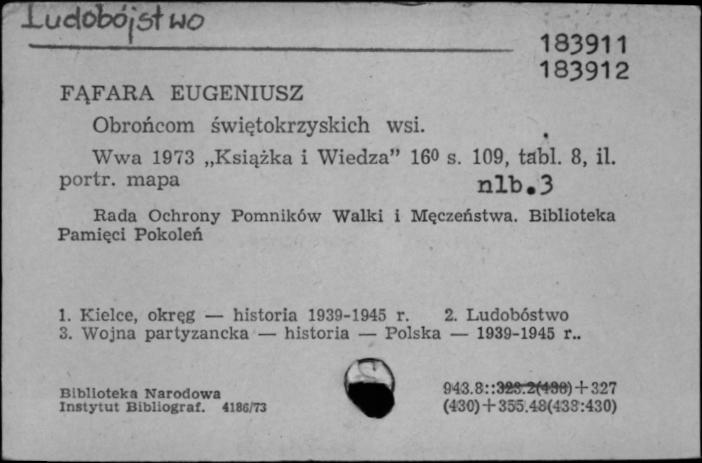 Ludobójstwo
183911
183912
FĄFARA EUGENIUSZ
Obrońcom świętokrzyskich wsi.
Wwa 1973 „Książka i Wiedza” 16⁰ s. 109, tabl. 8, il.
portr. mapa nlb.3
Rada Ochrony Pomników Walki i Męczeństwa. Biblioteka
Pamięci Pokoleń
1. Kielce, okręg — historia 1939-1945 r. 2. Ludobóstwo
3. Wojna partyzancka — historia — Polska — 1939-1945 r..
Biblioteka Narodowa
Instytut Bibliograf. 4186/73
943.8::323.2(438)+327
(430)+355.48(438:430)